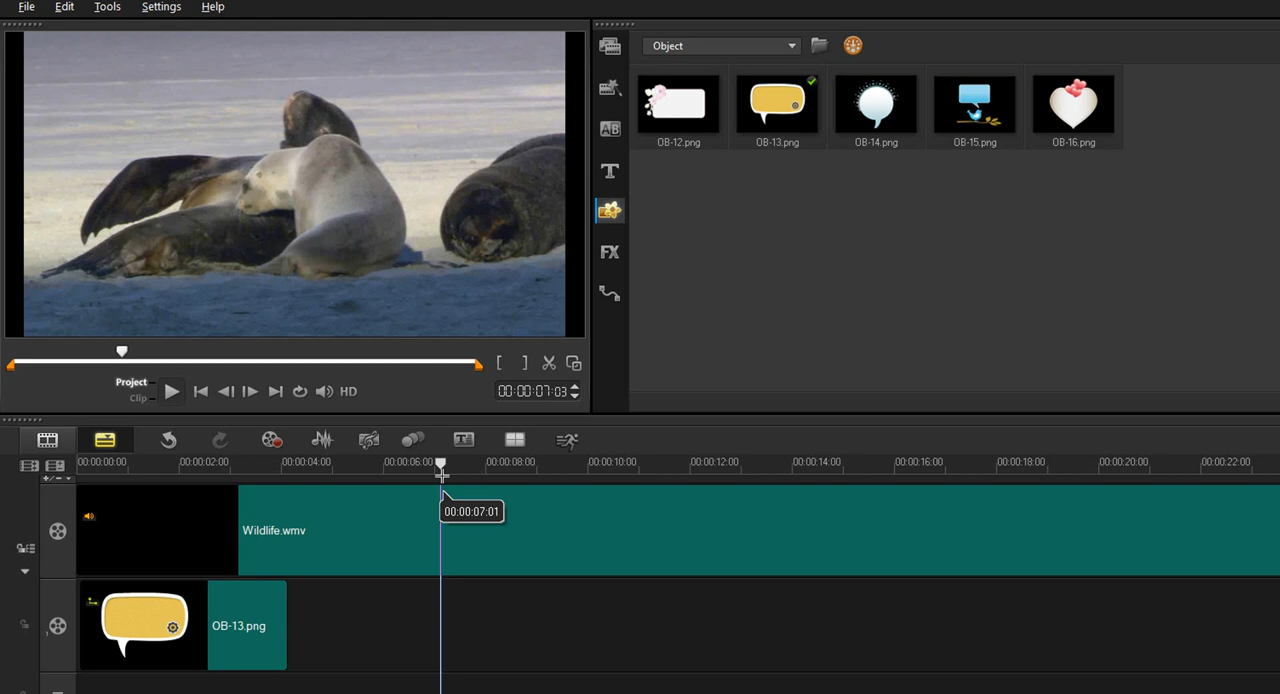 File Edit Tools Settings Help
Object
OB-12.png OB-13.png OB-14.png OB-15.png OB-16.png
AB
T
FX
Project
Clip
HD
00:00:07:03
00:00:00:00 00:00:02:00 00:00:04:00 00:00:06:00 00:00:08:00 00:00:10:00 00:00:12:00 00:00:14:00 00:00:16:00 00:00:18:00 00:00:20:00 00:00:22:00
00:00:07:01
Wildlife.wmv
OB-13.png
1